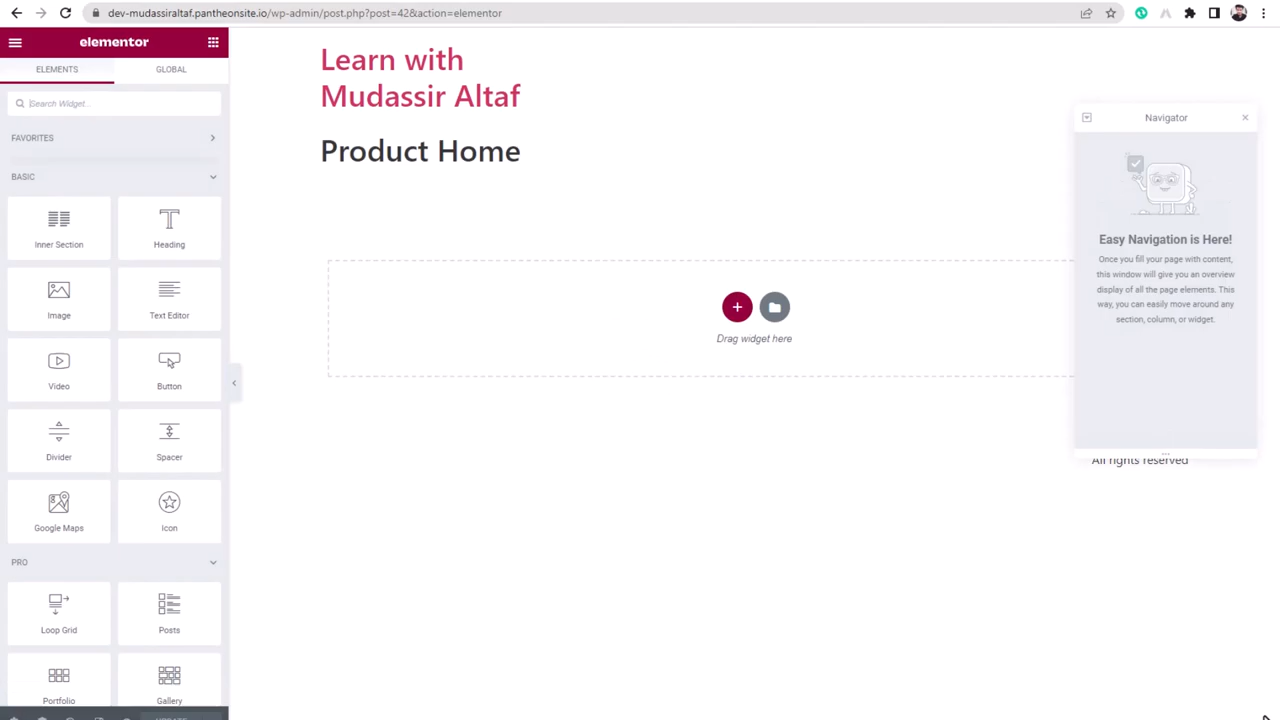 dev-mudassiraltaf.pantheonsite.io/wp-admin/post.php?post=42&action=elementor
elementor
ELEMENTS
GLOBAL
Search Widget...
FAVORITES
BASIC
Inner Section
Heading
Image
Text Editor
Video
Button
Divider
Spacer
Google Maps
Icon
PRO
Loop Grid
Posts
Portfolio
Gallery
Learn with
Mudassir Altaf
Product Home
Drag widget here
Navigator
Easy Navigation is Here!
Once you fill your page with content,
this window will give you an overview
display of all the page elements. This
way, you can easily move around any
section, column, or widget.
All rights reserved